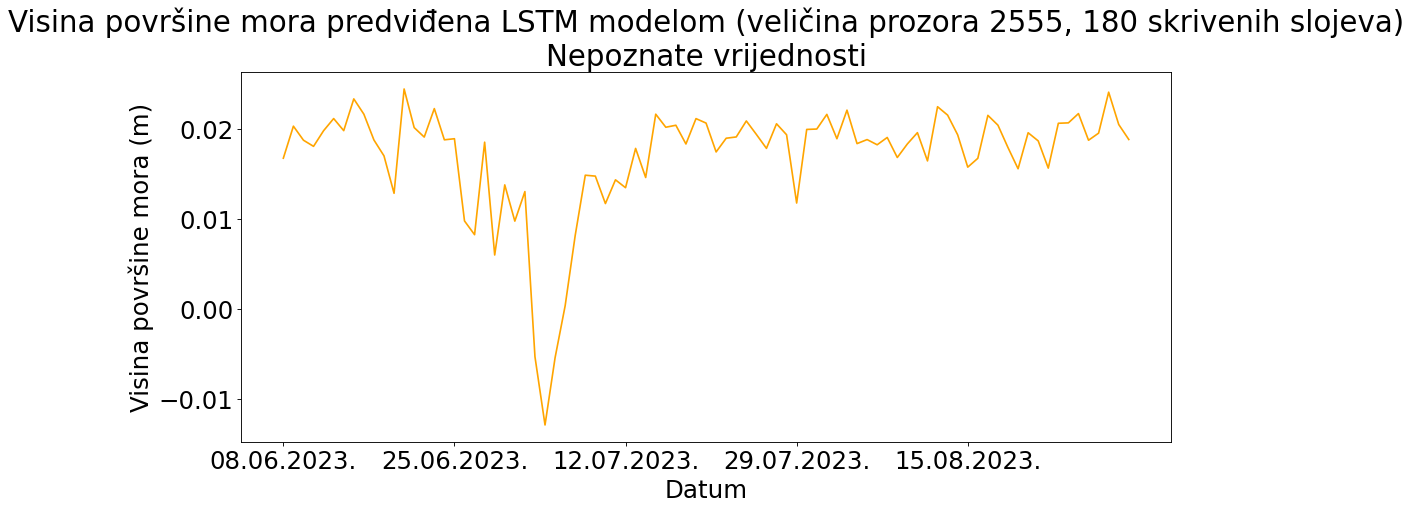 Visina površine mora predviđena LSTM modelom (veličina prozora 2555, 180 skrivenih slojeva)
Nepoznate vrijednosti
Visina površine mora (m)
0.02
0.01
0.00
−0.01
08.06.2023.
25.06.2023.
12.07.2023.
29.07.2023.
15.08.2023.
Datum